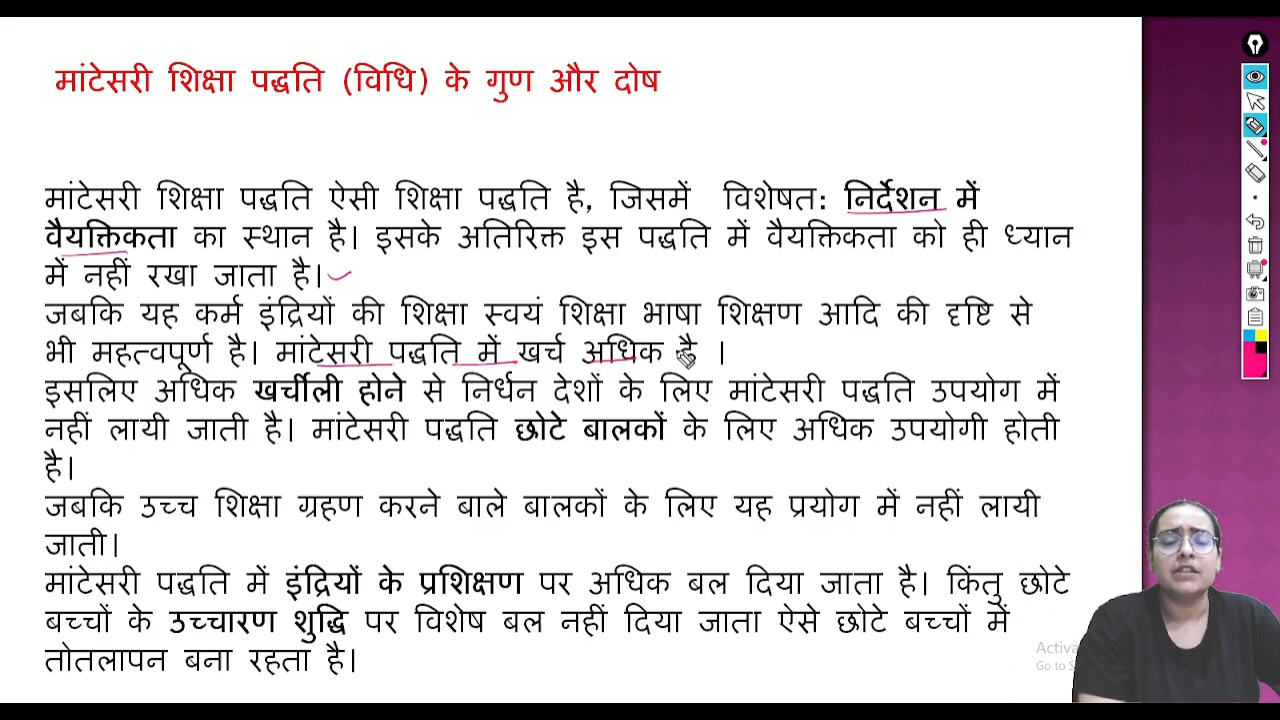 मांटेसरी शिक्षा पद्धति (विधि) के गुण और दोष
मांटेसरी शिक्षा पद्धति ऐसी शिक्षा पद्धति है, जिसमें विशेषत: निर्देशन में
वैयक्तिकता का स्थान है। इसके अतिरिक्त इस पद्धति में वैयक्तिकता को ही ध्यान
में नहीं रखा जाता है।
जबकि यह कर्म इंद्रियों की शिक्षा स्वयं शिक्षा भाषा शिक्षण आदि की दृष्टि से
भी महत्वपूर्ण है। मांटेसरी पद्धति में खर्च अधिक है ।
इसलिए अधिक खर्चीली होने से निर्धन देशों के लिए मांटेसरी पद्धति उपयोग में
नहीं लायी जाती है। मांटेसरी पद्धति छोटे बालकों के लिए अधिक उपयोगी होती
है।
जबकि उच्च शिक्षा ग्रहण करने बाले बालकों के लिए यह प्रयोग में नहीं लायी
जाती।
मांटेसरी पद्धति में इंद्रियों के प्रशिक्षण पर अधिक बल दिया जाता है। किंतु छोटे
बच्चों के उच्चारण शुद्धि पर विशेष बल नहीं दिया जाता ऐसे छोटे बच्चों में
तोतलापन बना रहता है।
Go to